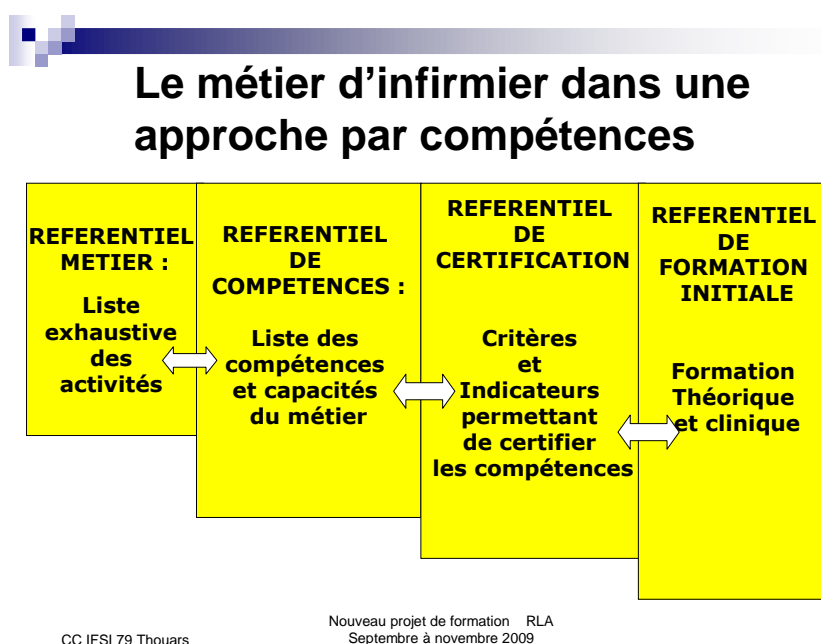 Le métier d'infirmier dans une
approche par compétences
REFERENTIEL
METIER :
Liste
exhaustive
des
activités
REFERENTIEL
DE
COMPETENCES :
Liste des
compétences
et capacités
du métier
REFERENTIEL
DE
CERTIFICATION
Critères
et
Indicateurs
permettant
de certifier
les compétences
REFERENTIEL
DE
FORMATION
INITIALE
Formation
Théorique
et clinique
CC IFSI 79 Thouars
Nouveau projet de formation RLA
Septembre à novembre 2009